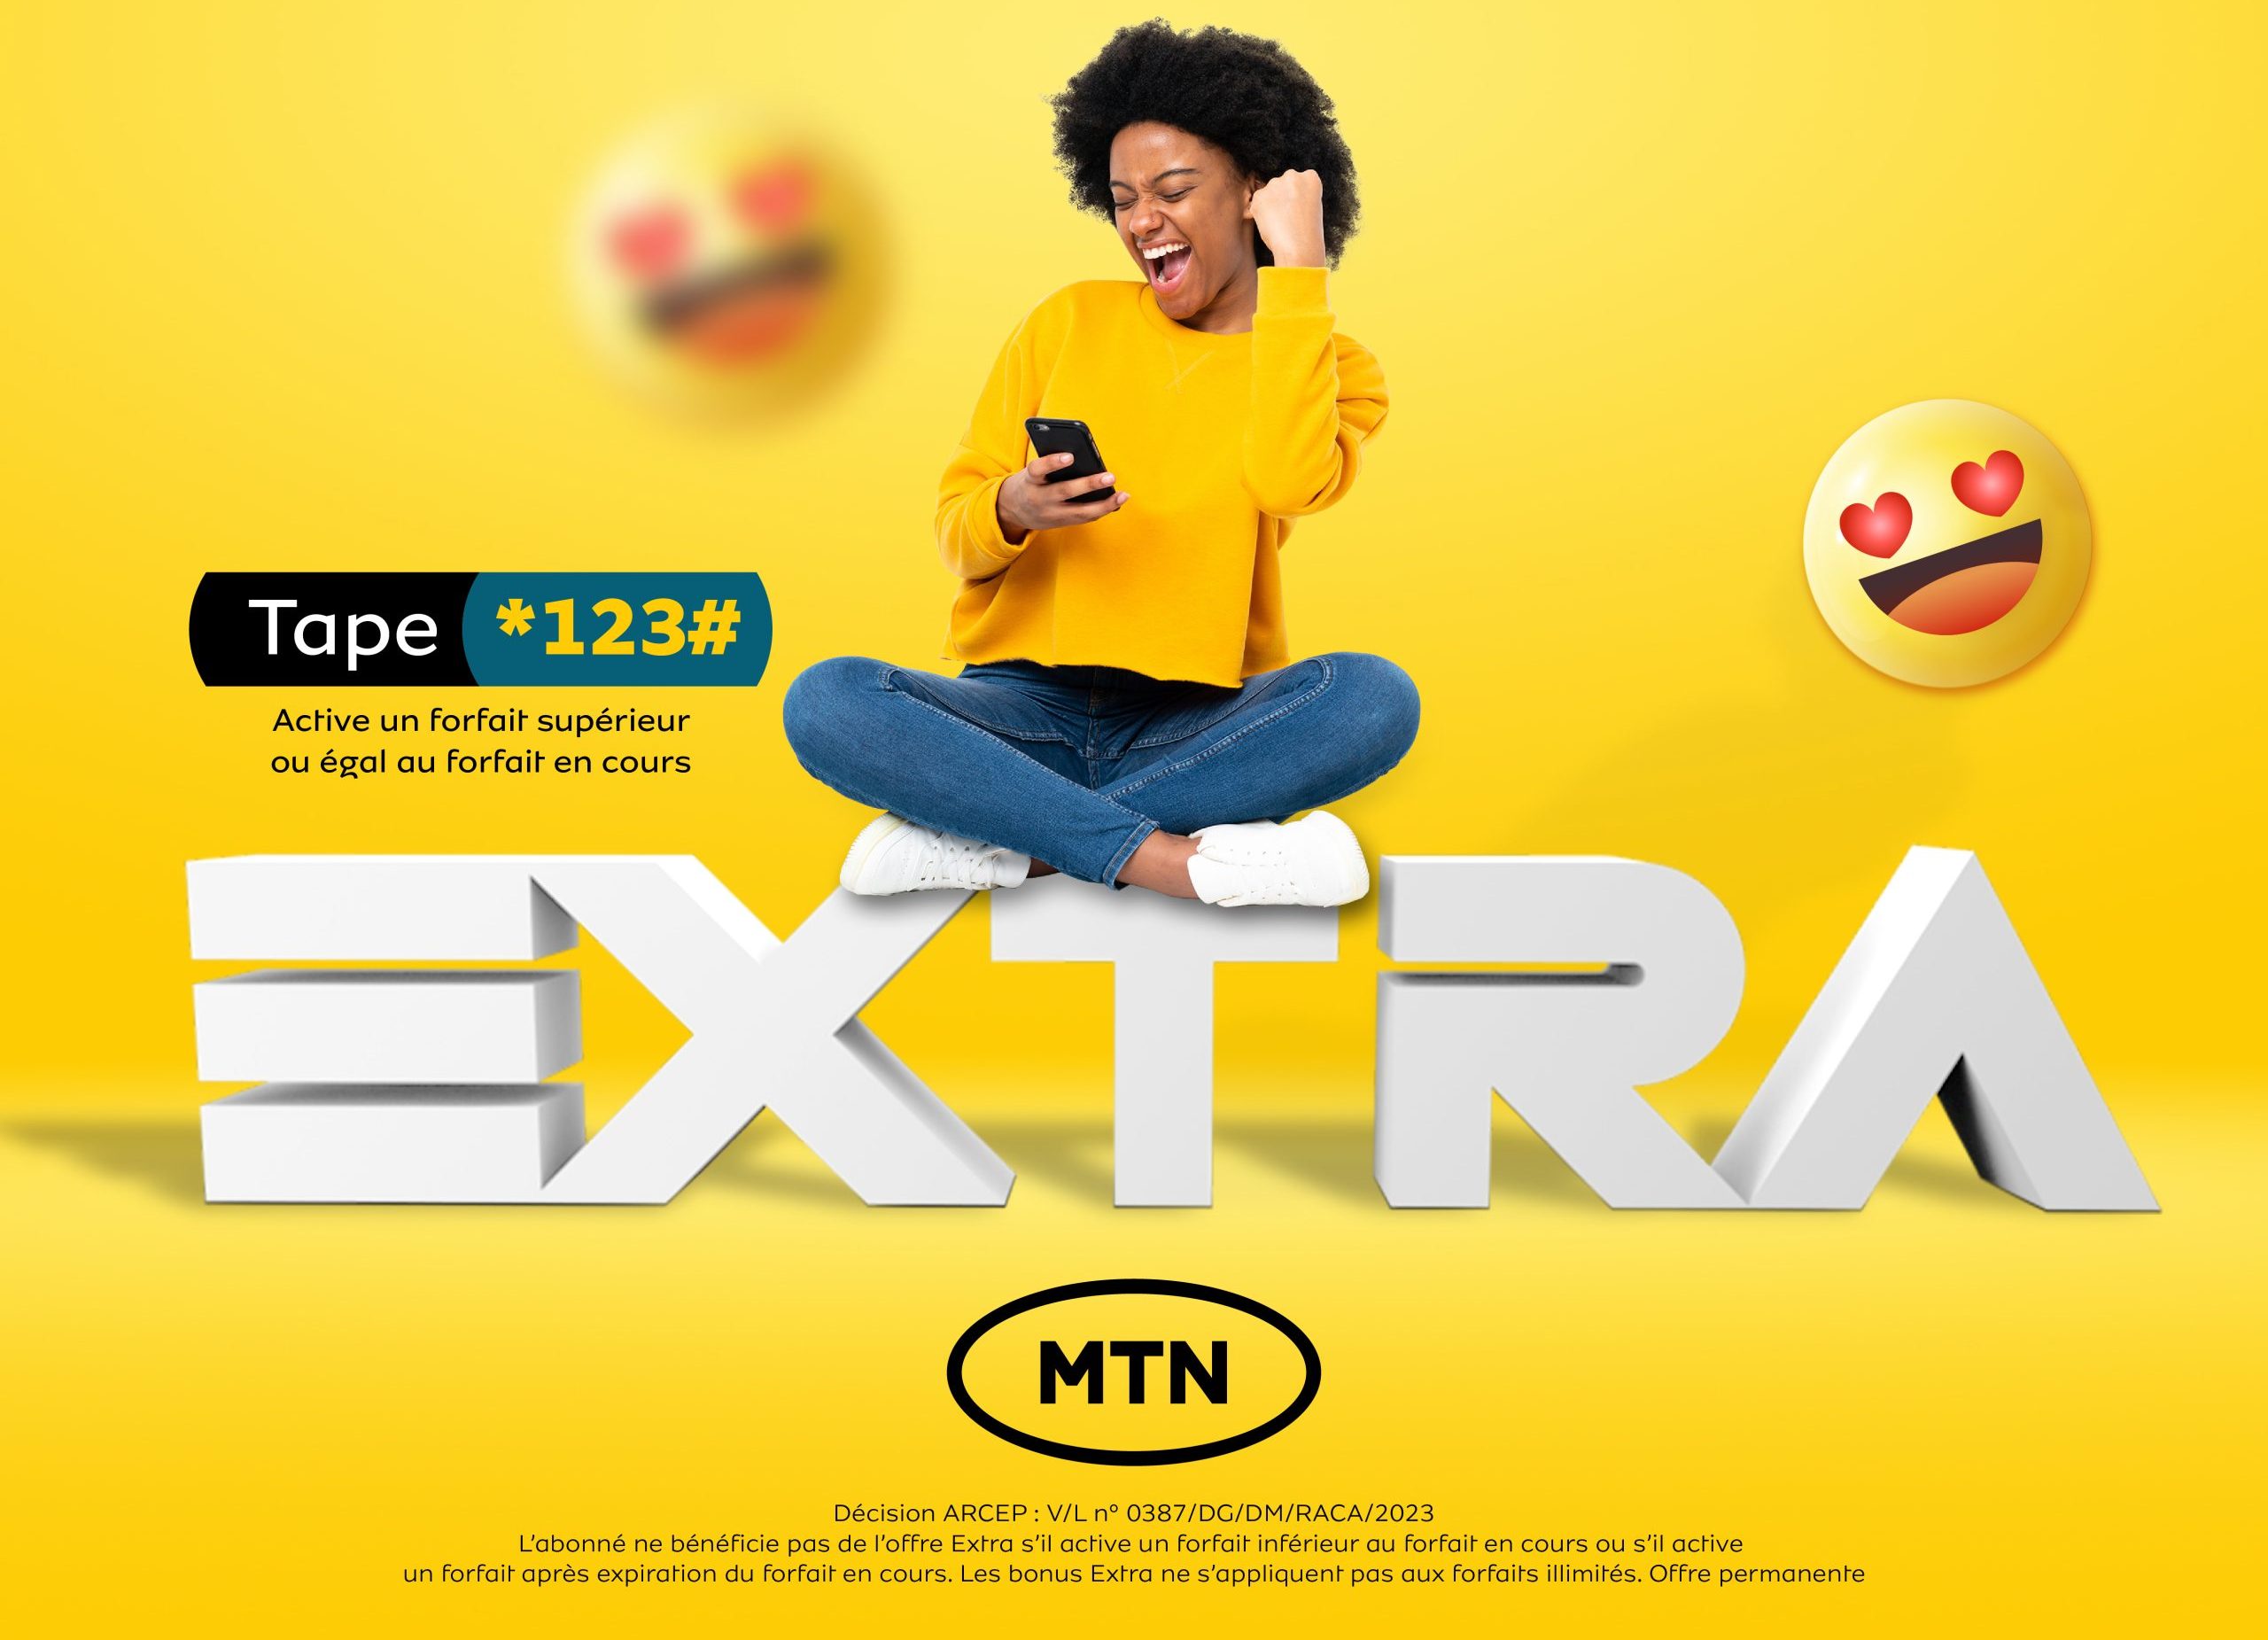 Tape *123#
Active un forfait supérieur
ou égal au forfait en cours
EXTRA
MTN
Décision ARCEP : V/L nº 0387/DG/DM/RACA/2023
L’abonné ne bénéficie pas de l’offre Extra s’il active un forfait inférieur au forfait en cours ou s’il active
un forfait après expiration du forfait en cours. Les bonus Extra ne s’appliquent pas aux forfaits illimités. Offre permanente